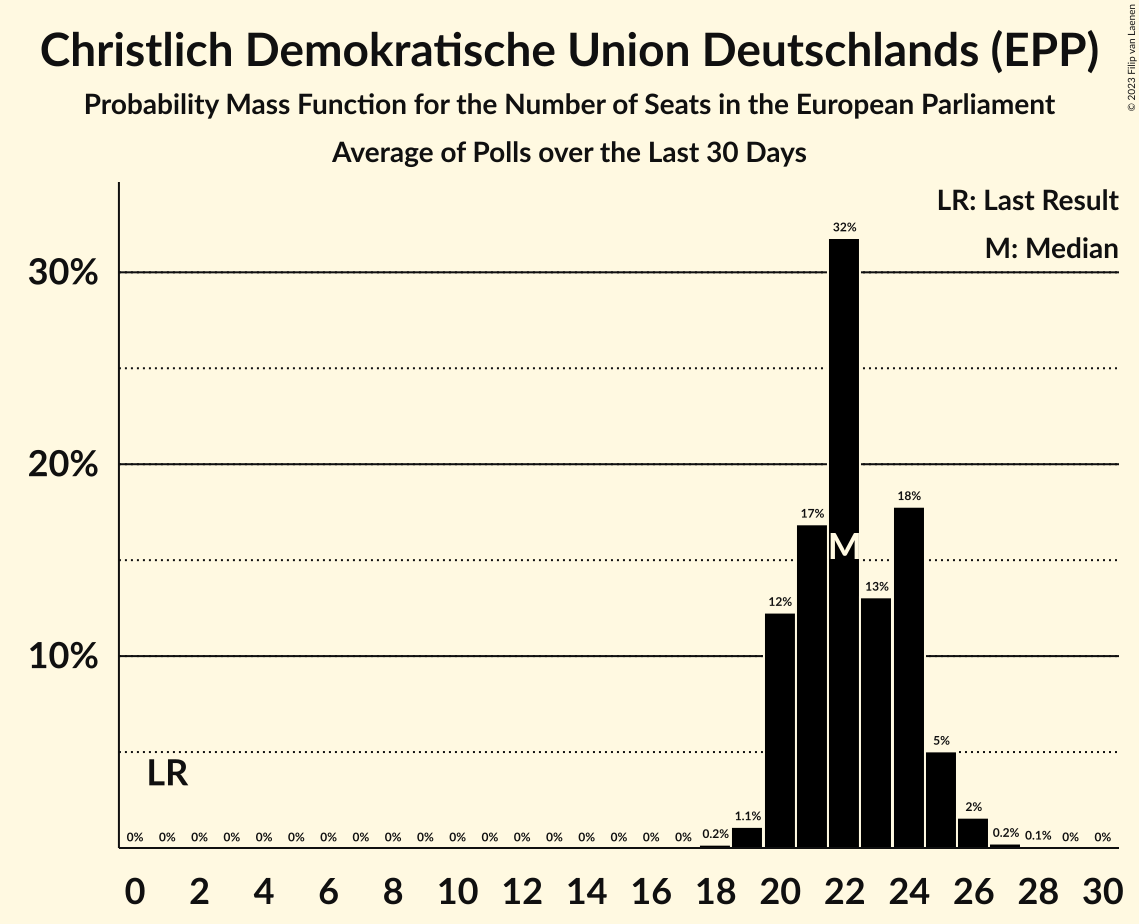 Christlich Demokratische Union Deutschlands (EPP)
Probability Mass Function for the Number of Seats in the European Parliament
Average of Polls over the Last 30 Days
© 2023 Filip van Laenen
LR: Last Result
M: Median
30%
20%
10%
LR
M
0% 0% 0% 0% 0% 0% 0% 0% 0% 0% 0% 0% 0% 0% 0% 0% 0% 0% 0.2% 1.1% 12% 17% 32% 13% 18% 5% 2% 0.2% 0.1% 0% 0%
0 2 4 6 8 10 12 14 16 18 20 22 24 26 28 30